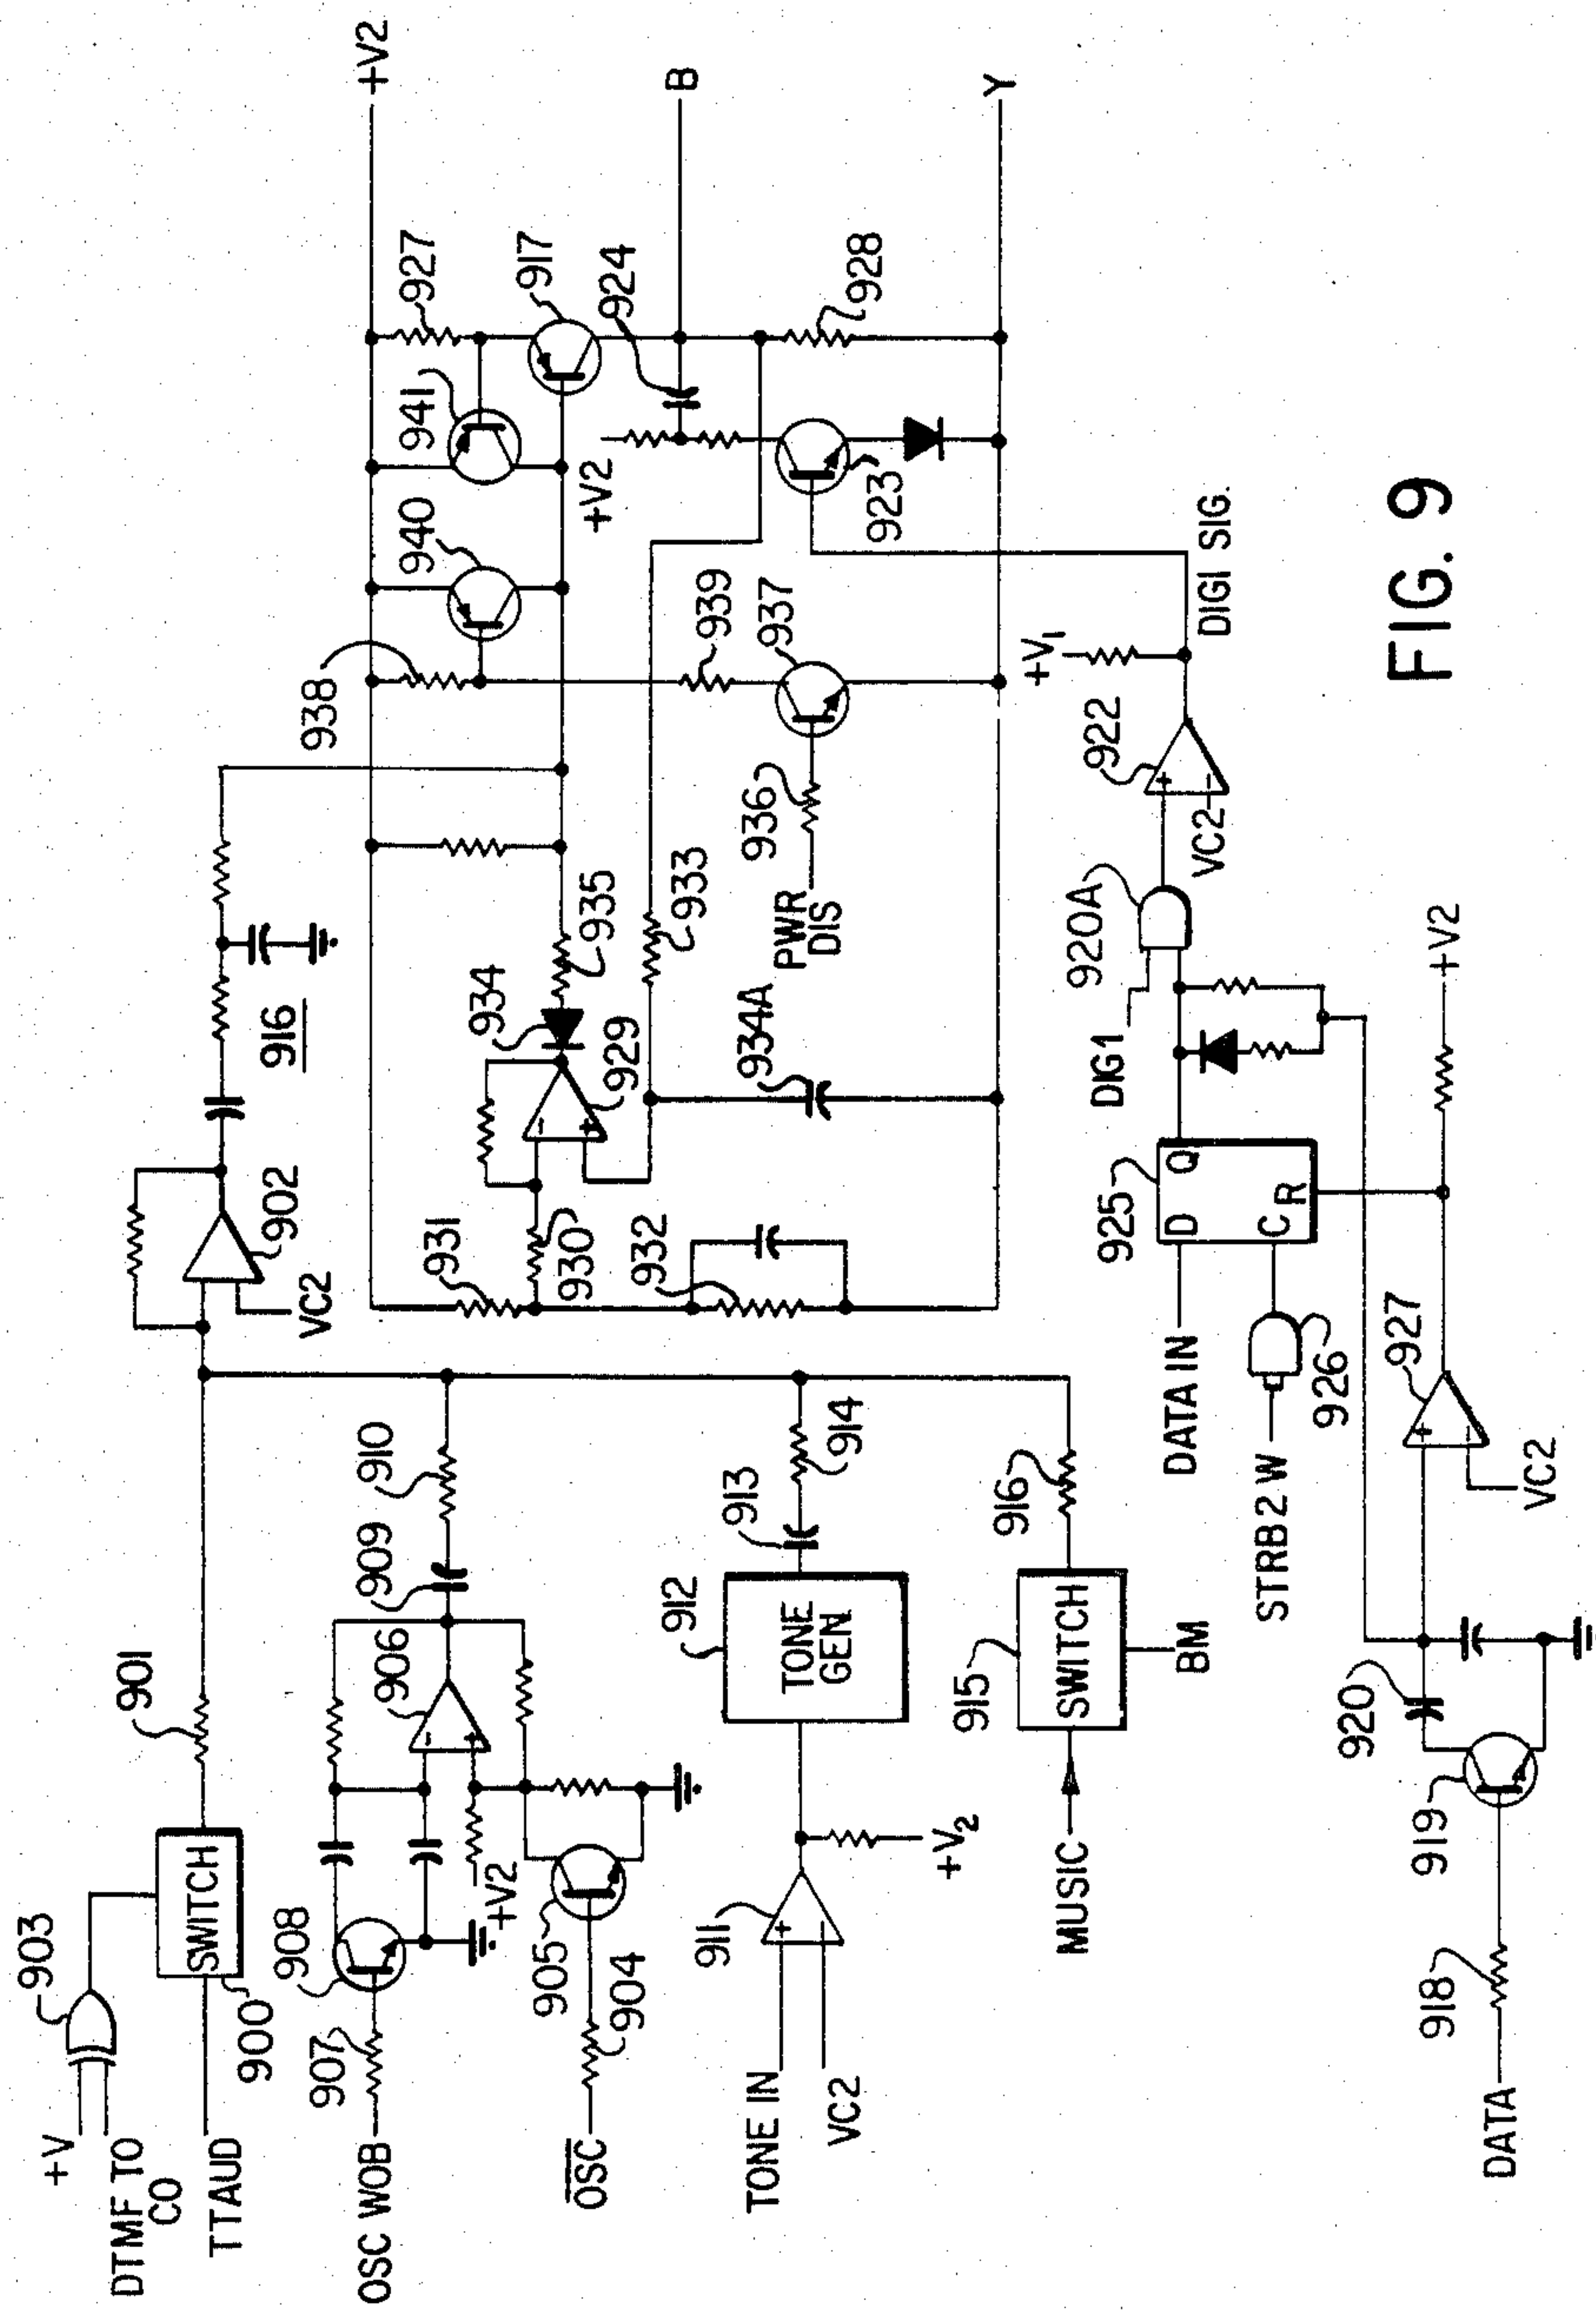 +V
DTMF TO
CO
TTAUD
903
SWITCH
900
901
902
VC2
916
+V2
OSC WOB
907
908
+V2
906
909
910
OSC
904
905
TONE IN
VC2
911
+V2
912
TONE
GEN
913
914
MUSIC
915
SWITCH
BM
916
931
930
932
929
934
935
933
934A
938
940
941
927
917
+V2
924
B
928
939
937
936
PWR
DIS
923
Y
DATA IN
STRB2 W
926
925
D
Q
C
R
DIG1
920A
VC2
922
+V1
DIGI SIG.
DATA
918
919
920
927
VC2
+V2
FIG. 9